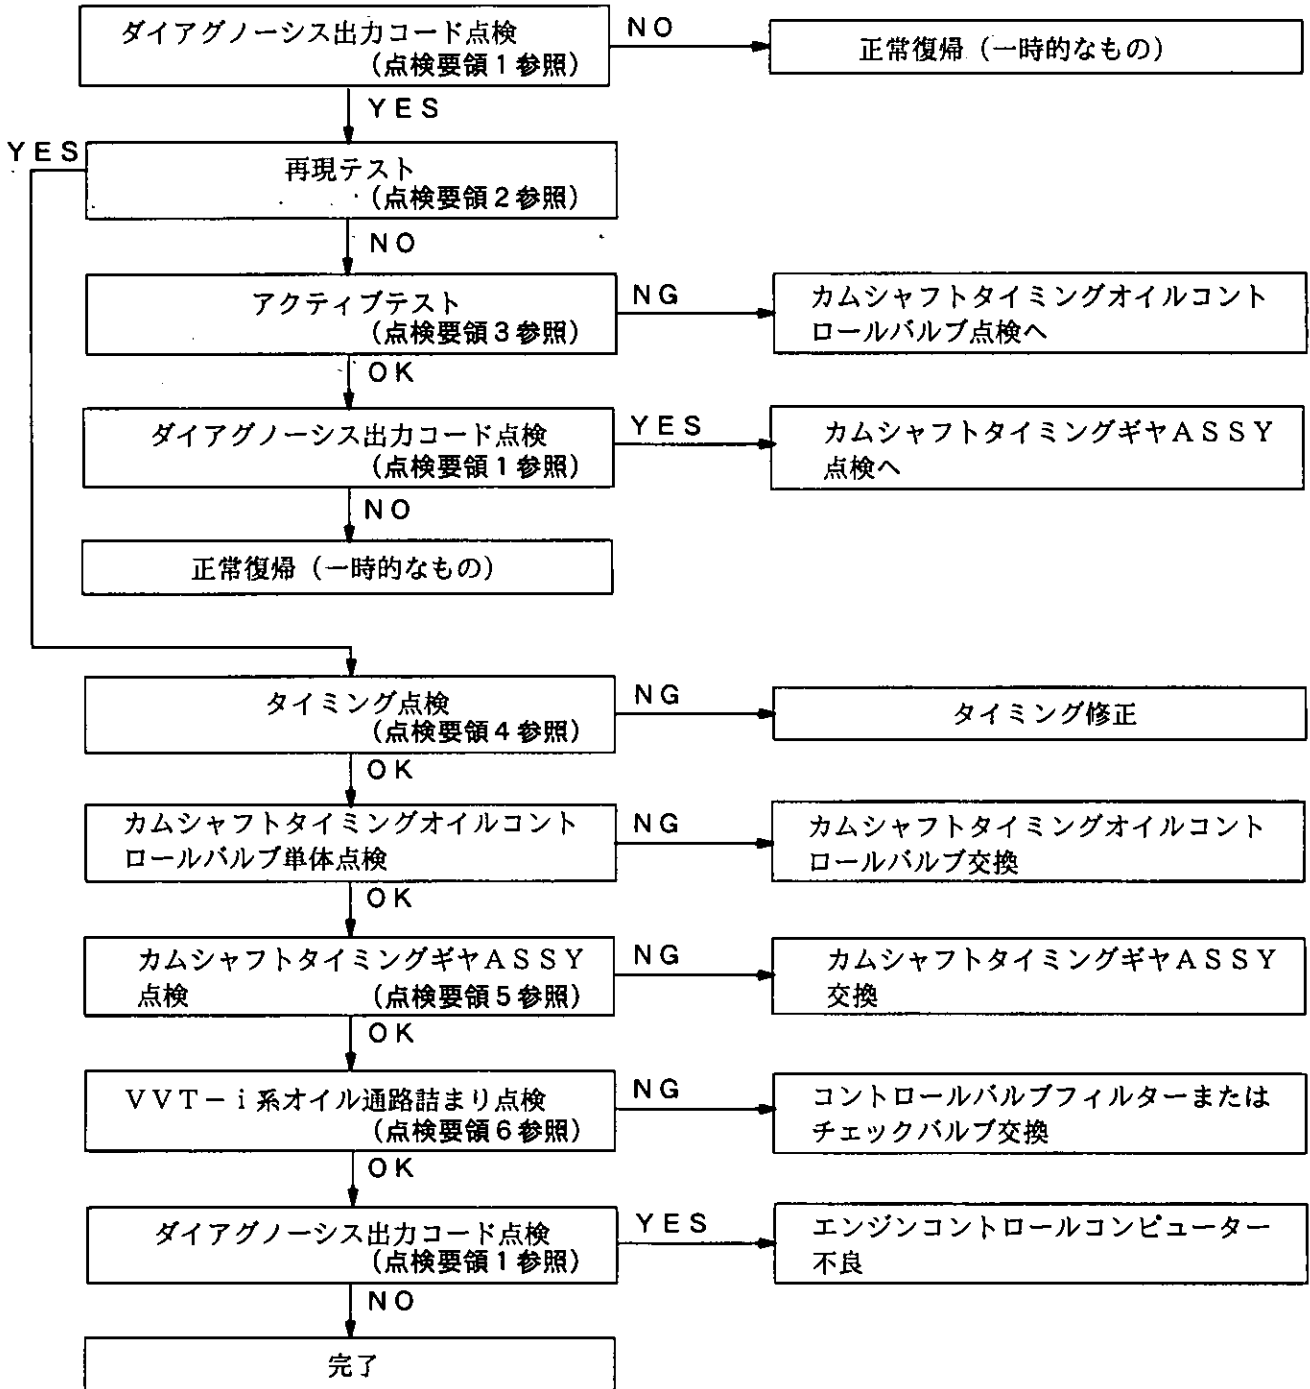 ダイアグノーシス出力コード点検
(点検要領1参照)
NO
正常復帰(一時的なもの)
YES
YES
再現テスト
(点検要領2参照)
NO
アクティブテスト
(点検要領3参照)
NG
カムシャフトタイミングオイルコント
ロールバルブ点検へ
OK
ダイアグノーシス出力コード点検
(点検要領1参照)
YES
カムシャフトタイミングギヤASSY
点検へ
NO
正常復帰(一時的なもの)
タイミング点検
(点検要領4参照)
NG
タイミング修正
OK
カムシャフトタイミングオイルコント
ロールバルブ単体点検
NG
カムシャフトタイミングオイルコント
ロールバルブ交換
OK
カムシャフトタイミングギヤASSY
点検 (点検要領5参照)
NG
カムシャフトタイミングギヤASSY
交換
OK
VVT-i系オイル通路詰まり点検
(点検要領6参照)
NG
コントロールバルブフィルターまたは
チェックバルブ交換
OK
ダイアグノーシス出力コード点検
(点検要領1参照)
YES
エンジンコントロールコンピューター
不良
NO
完了